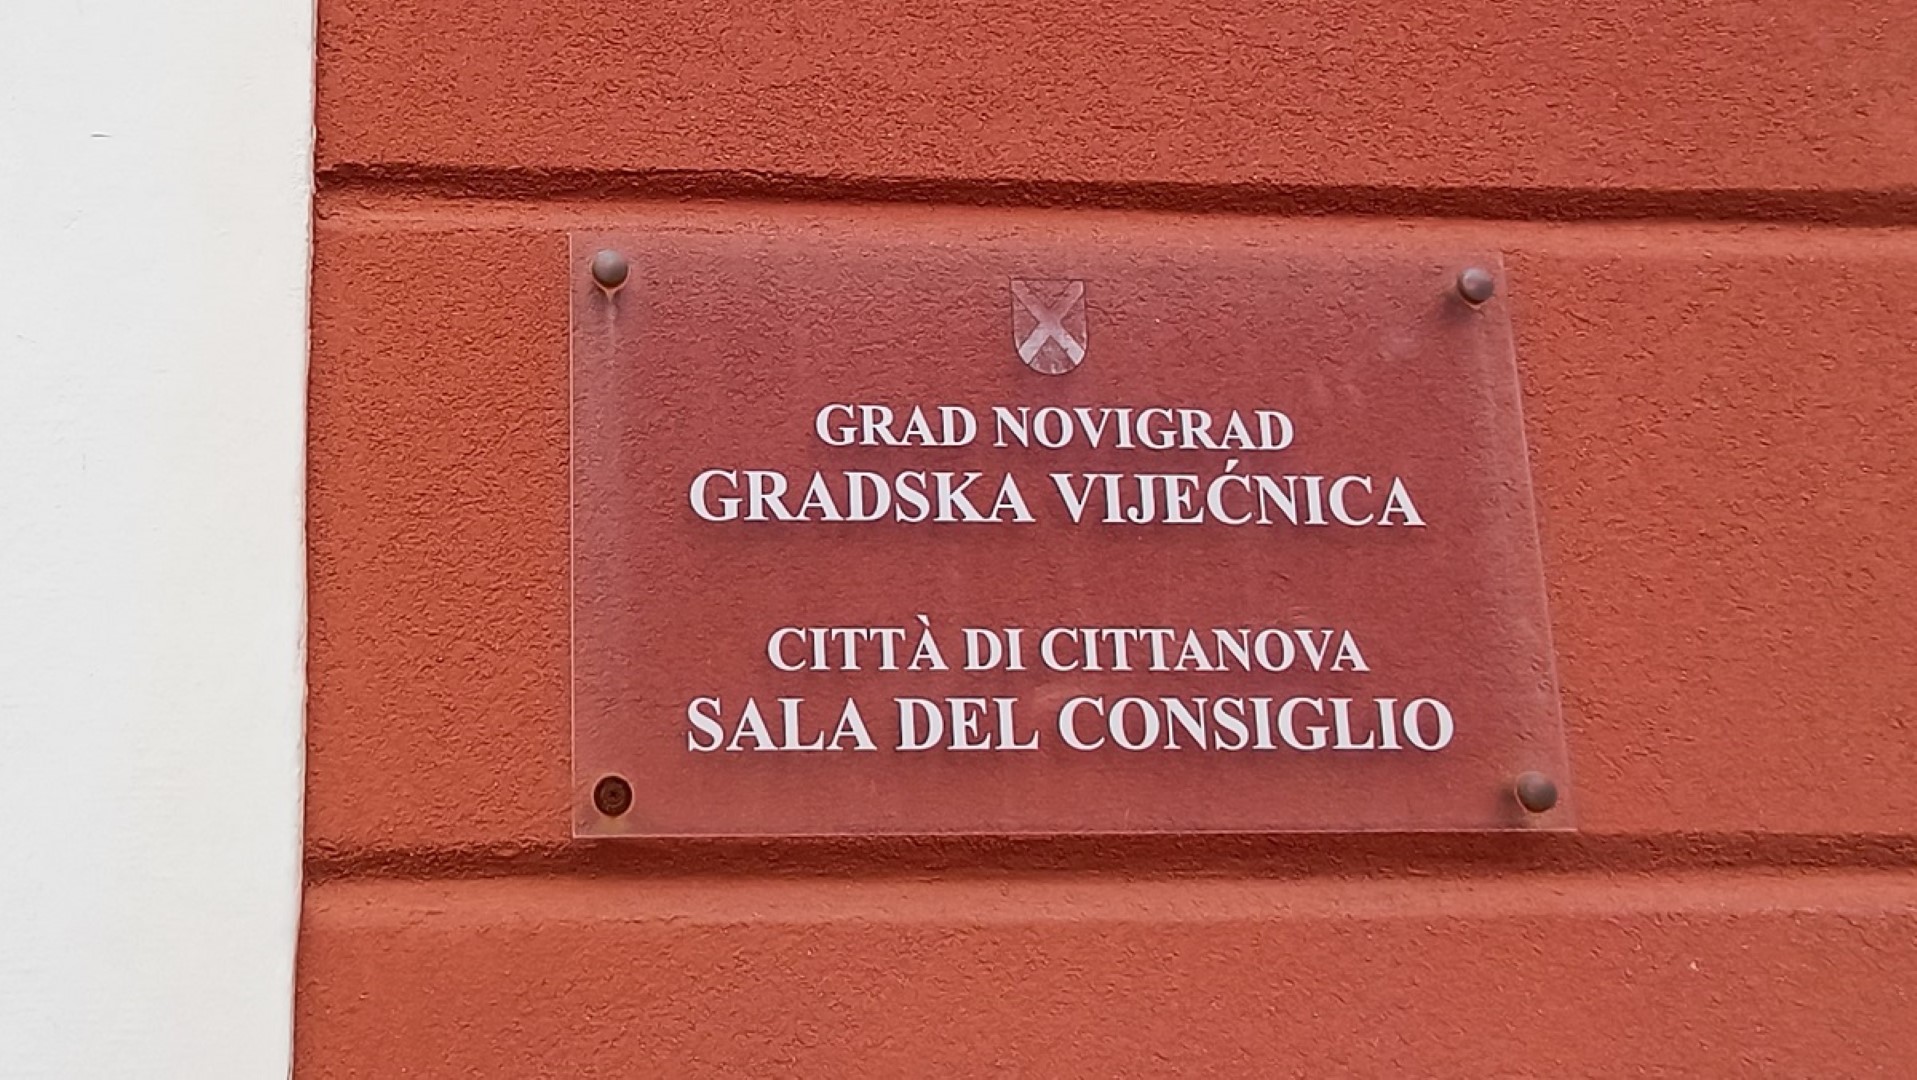 GRAD NOVIGRAD
GRADSKA VIJEĆNICA
CITTÀ DI CITTANOVA
SALA DEL CONSIGLIO